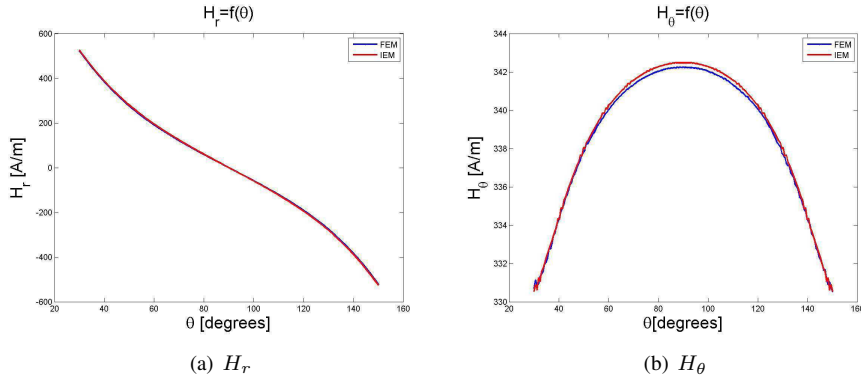 H_r=f(θ)
600
400
200
0
-200
-400
-600
20
40
60
80
100
120
140
160
H_r [A/m]
θ [degrees]
FEM
IEM
(a) H_r
H_θ=f(θ)
344
342
340
338
336
334
332
331
330
20
40
60
80
100
120
140
160
H_θ [A/m]
θ[degrees]
FEM
IEM
(b) H_θ